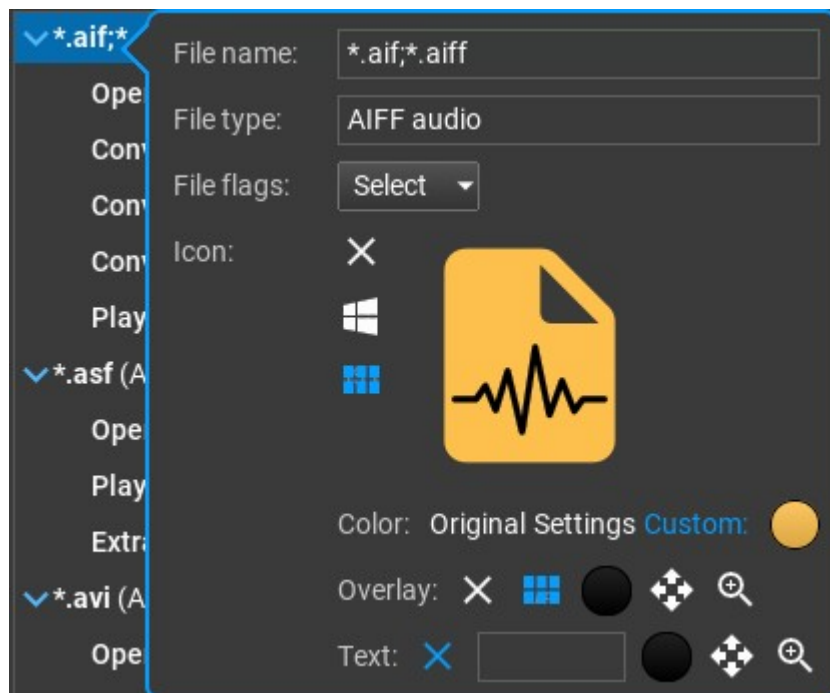 *.aif;*
Ope
Conv
Conv
Conv
Play
*.asf (A
Ope
Play
Extra
*.avi (A
Ope
File name: *.aif;*.aiff
File type: AIFF audio
File flags: Select
Icon:
Color: Original Settings Custom:
Overlay:
Text: